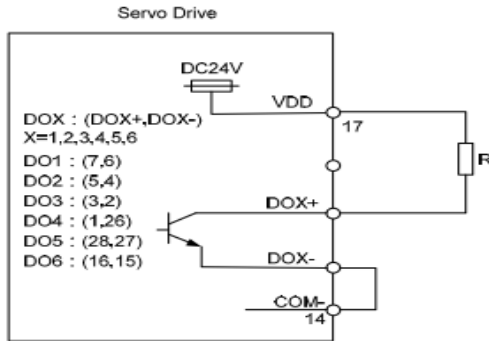 Servo Drive
DC24V
VDD
17
DOX : (DOX+,DOX-)
X=1,2,3,4,5,6
DO1 : (7,6)
DO2 : (5,4)
DO3 : (3,2)
DO4 : (1,26)
DO5 : (28,27)
DO6 : (16,15)
R
DOX+
DOX-
COM-
14